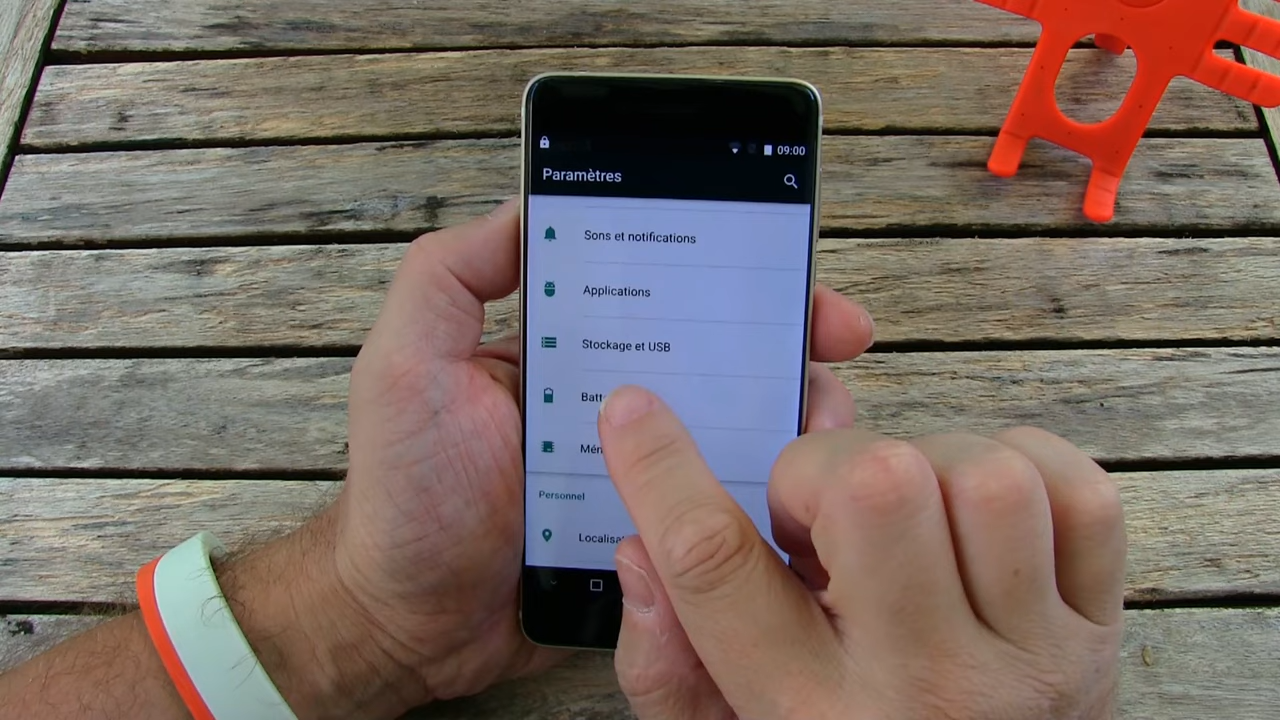 09:00
Paramètres
Sons et notifications
Applications
Stockage et USB
Personnel